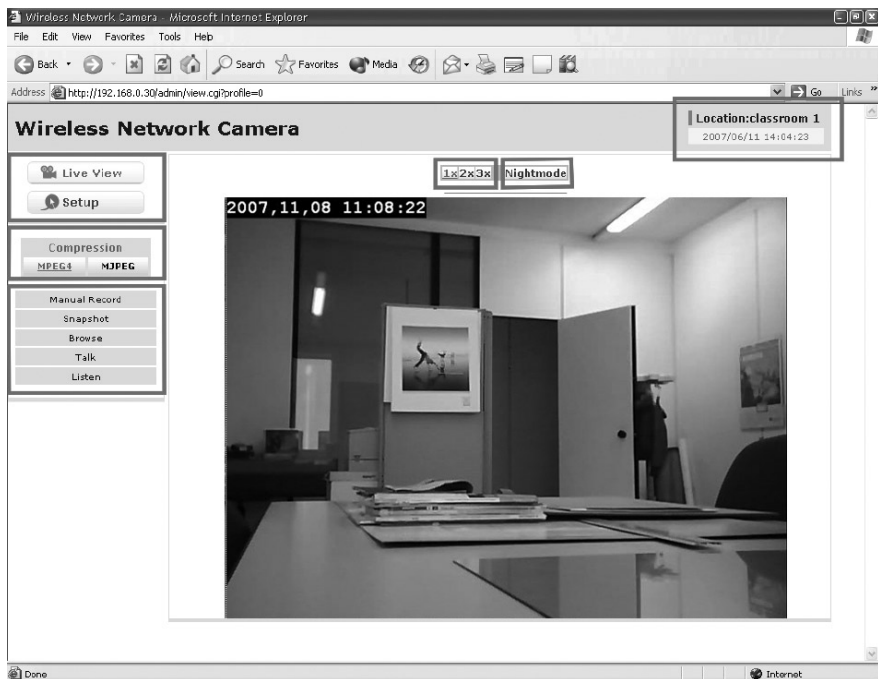 Wireless Network Camera - Microsoft Internet Explorer
File Edit View Favorites Tools Help
Back Search Favorites Media
Address http://192.168.0.30/admin/view.cgi?profile=0 Go Links »
Wireless Network Camera
Location:classroom 1
2007/06/11 14:04:23
Live View
Setup
1x2x3x Nightmode
2007,11,08 11:08:22
Compression
MPEG4 MJPEG
Manual Record
Snapshot
Browse
Talk
Listen
Done Internet